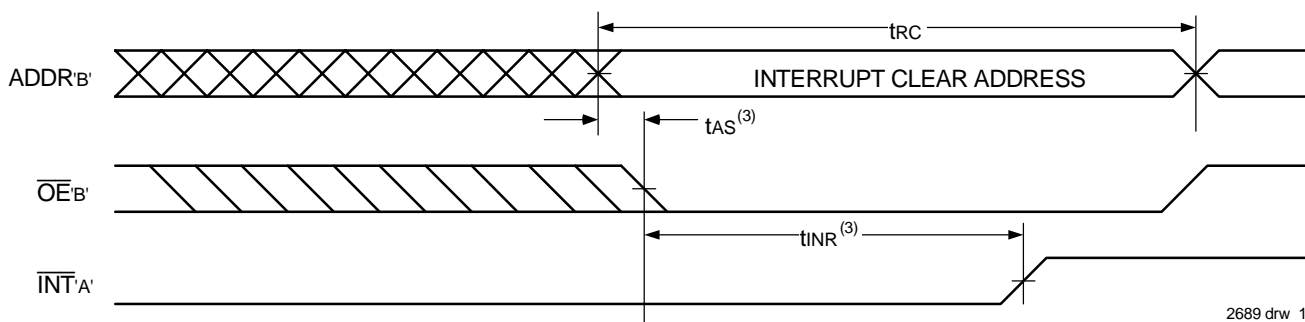 tRC
ADDR'B'
INTERRUPT CLEAR ADDRESS
tAS(3)
OE'B'
tINR(3)
INT'A'
2689 drw 1